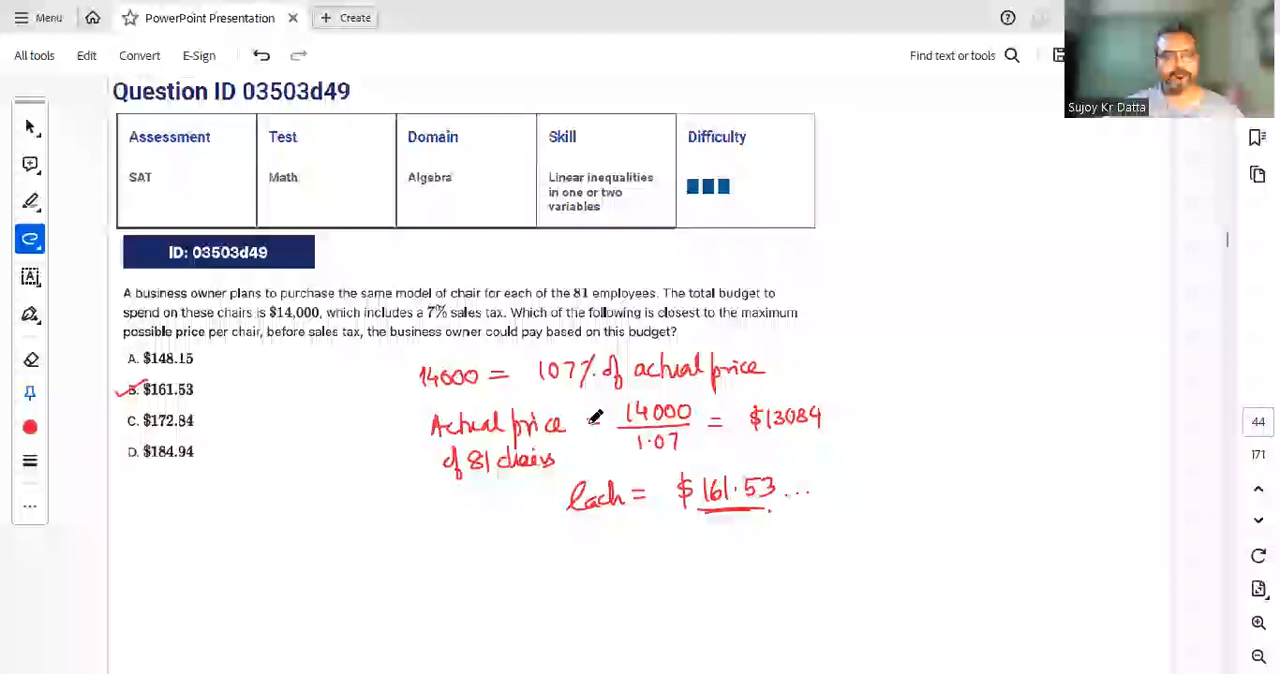 Menu
PowerPoint Presentation
Create
All tools
Edit
Convert
E-Sign
Find text or tools
Sujoy Kr Datta
Question ID 03503d49
Assessment
Test
Domain
Skill
Difficulty
SAT
Math
Algebra
Linear inequalities
in one or two
variables
ID: 03503d49
A business owner plans to purchase the same model of chair for each of the 81 employees. The total budget to
spend on these chairs is $14,000, which includes a 7% sales tax. Which of the following is closest to the maximum
possible price per chair, before sales tax, the business owner could pay based on this budget?
A. $148.15
B. $161.53
C. $172.84
D. $184.94
14000 = 107% of actual price
Actual price = 14000
1.07
= $13084
of 81 chairs
Each = $161.53...
44
171